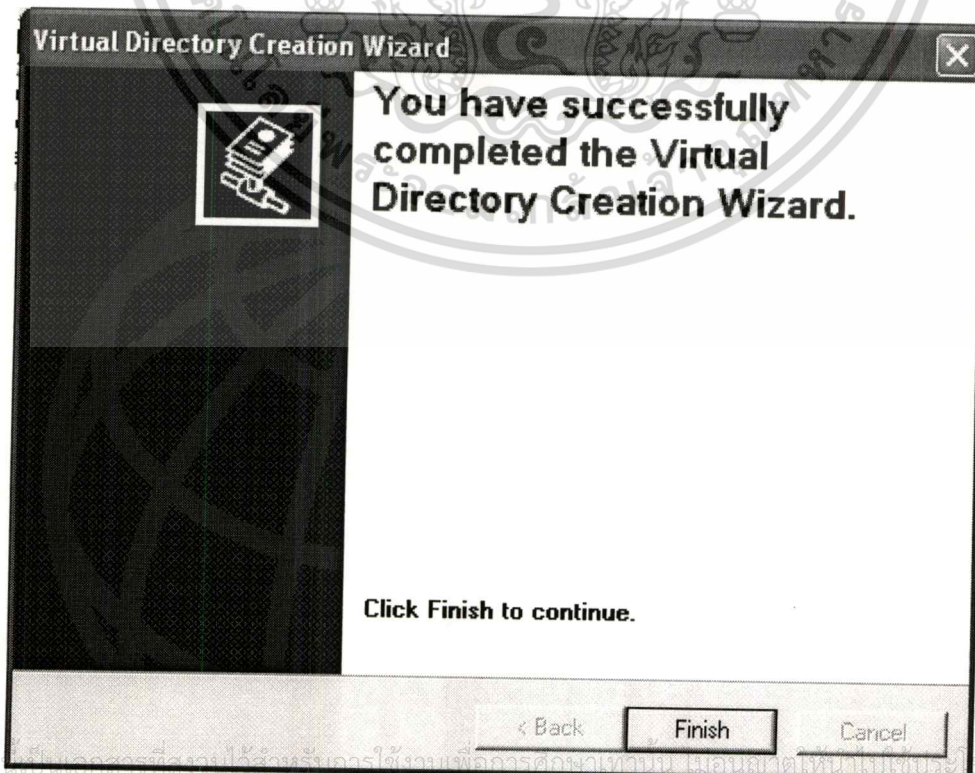 Virtual Directory Creation Wizard
You have successfully
completed the Virtual
Directory Creation Wizard.
Click Finish to continue.
< Back
Finish
Cancel